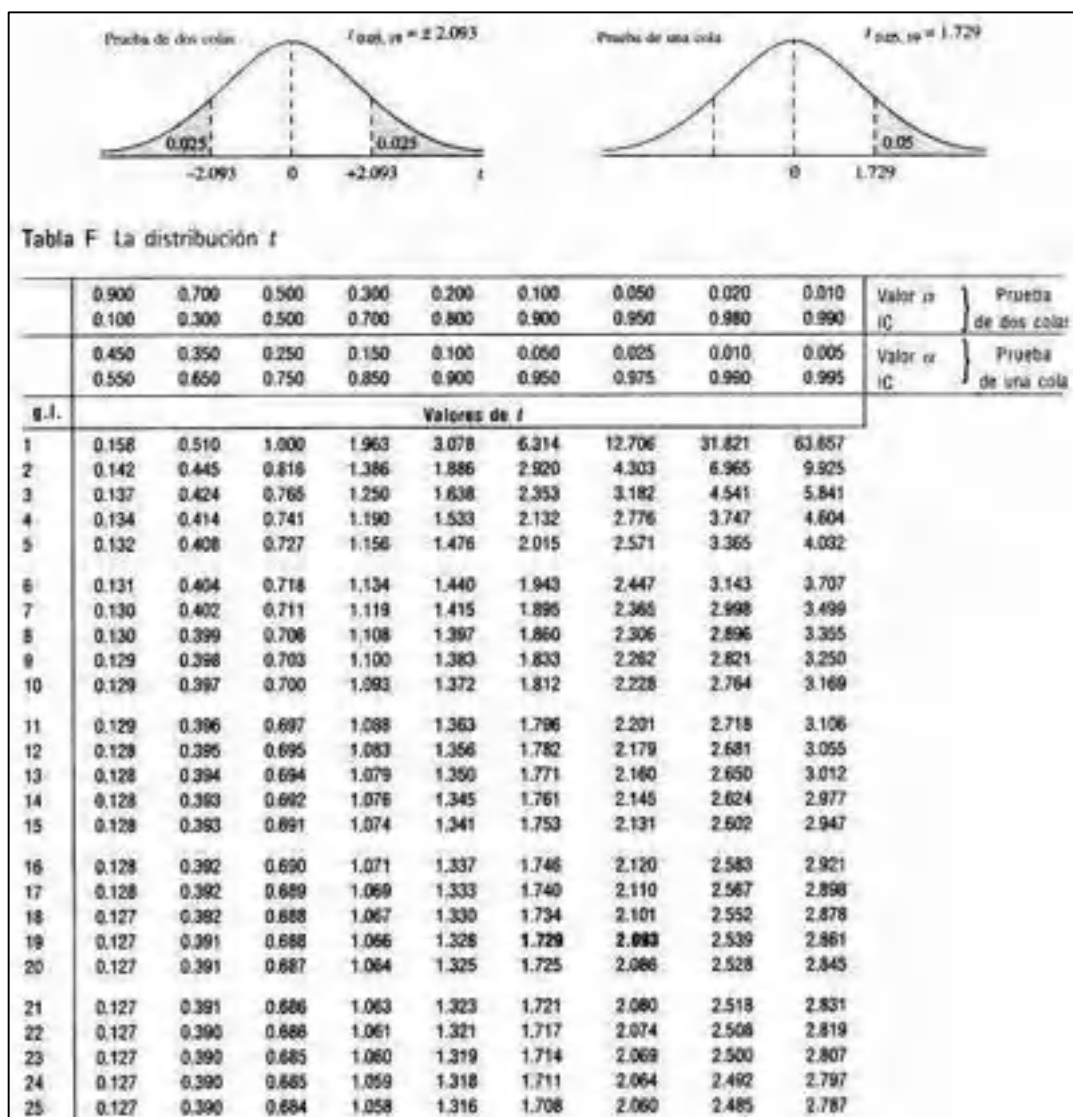 Prueba de dos colas
t 0.05, 19 = ± 2.093
0.025
0.025
−2.093 0 +2.093 t
Prueba de una cola
t 0.05, 19 = 1.729
0.05
0 1.729
Tabla F La distribución t
0.900 0.700 0.500 0.300 0.200 0.100 0.050 0.020 0.010 Valor Prueba
0.100 0.300 0.500 0.700 0.800 0.900 0.950 0.980 0.990 IC de dos colas
0.450 0.350 0.250 0.150 0.100 0.050 0.025 0.010 0.005 Valor Prueba
0.550 0.650 0.750 0.850 0.900 0.950 0.975 0.990 0.995 IC de una cola
g.l. Valores de t
1 0.158 0.510 1.000 1.963 3.078 6.314 12.706 31.821 63.657
2 0.142 0.445 0.816 1.386 1.886 2.920 4.303 6.965 9.925
3 0.137 0.424 0.765 1.250 1.638 2.353 3.182 4.541 5.841
4 0.134 0.414 0.741 1.190 1.533 2.132 2.776 3.747 4.604
5 0.132 0.408 0.727 1.156 1.476 2.015 2.571 3.365 4.032
6 0.131 0.404 0.718 1.134 1.440 1.943 2.447 3.143 3.707
7 0.130 0.402 0.711 1.119 1.415 1.895 2.365 2.998 3.499
8 0.130 0.399 0.706 1.108 1.397 1.860 2.306 2.896 3.355
9 0.129 0.398 0.703 1.100 1.383 1.833 2.262 2.821 3.250
10 0.129 0.397 0.700 1.093 1.372 1.812 2.228 2.764 3.169
11 0.129 0.396 0.697 1.088 1.363 1.796 2.201 2.718 3.106
12 0.128 0.395 0.695 1.083 1.356 1.782 2.179 2.681 3.055
13 0.128 0.394 0.694 1.079 1.350 1.771 2.160 2.650 3.012
14 0.128 0.393 0.692 1.076 1.345 1.761 2.145 2.624 2.977
15 0.128 0.393 0.691 1.074 1.341 1.753 2.131 2.602 2.947
16 0.128 0.392 0.690 1.071 1.337 1.746 2.120 2.583 2.921
17 0.128 0.392 0.689 1.069 1.333 1.740 2.110 2.567 2.898
18 0.127 0.392 0.688 1.067 1.330 1.734 2.101 2.552 2.878
19 0.127 0.391 0.688 1.066 1.328 1.729 2.093 2.539 2.861
20 0.127 0.391 0.687 1.064 1.325 1.725 2.086 2.528 2.845
21 0.127 0.391 0.686 1.063 1.323 1.721 2.080 2.518 2.831
22 0.127 0.390 0.686 1.061 1.321 1.717 2.074 2.508 2.819
23 0.127 0.390 0.685 1.060 1.319 1.714 2.069 2.500 2.807
24 0.127 0.390 0.685 1.059 1.318 1.711 2.064 2.492 2.797
25 0.127 0.390 0.684 1.058 1.316 1.708 2.060 2.485 2.787